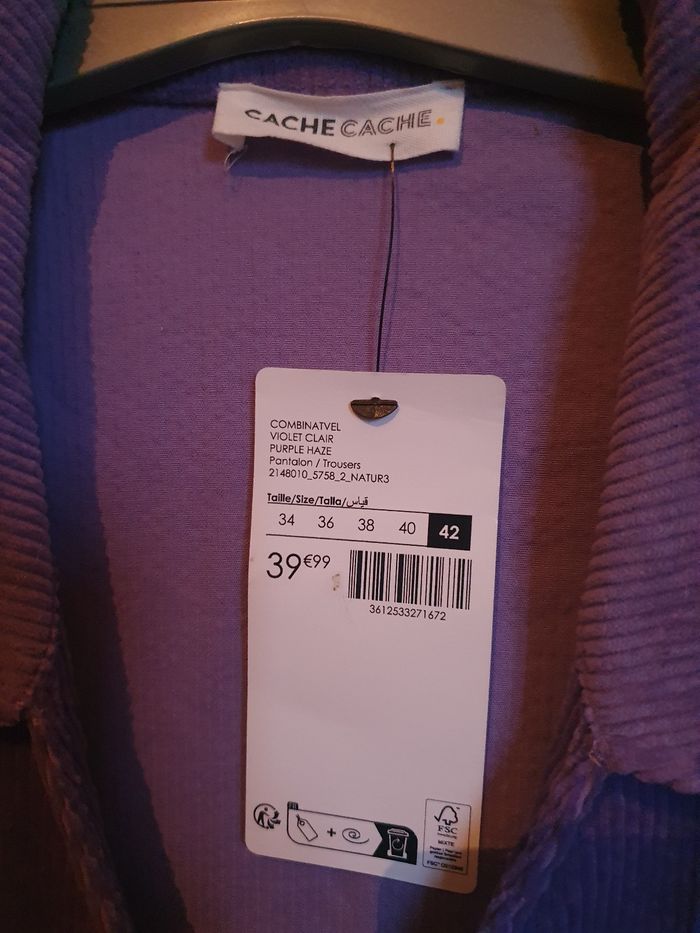 CACHE CACHE
COMBINATVEL
VIOLET CLAIR
PURPLE HAZE
Pantalon / Trousers
2148010_5758_2_NATUR3
Taille/Size/Talla/قياس
34 36 38 40 42
39€99
3612533271672
FR
+
FSC
MIXTE